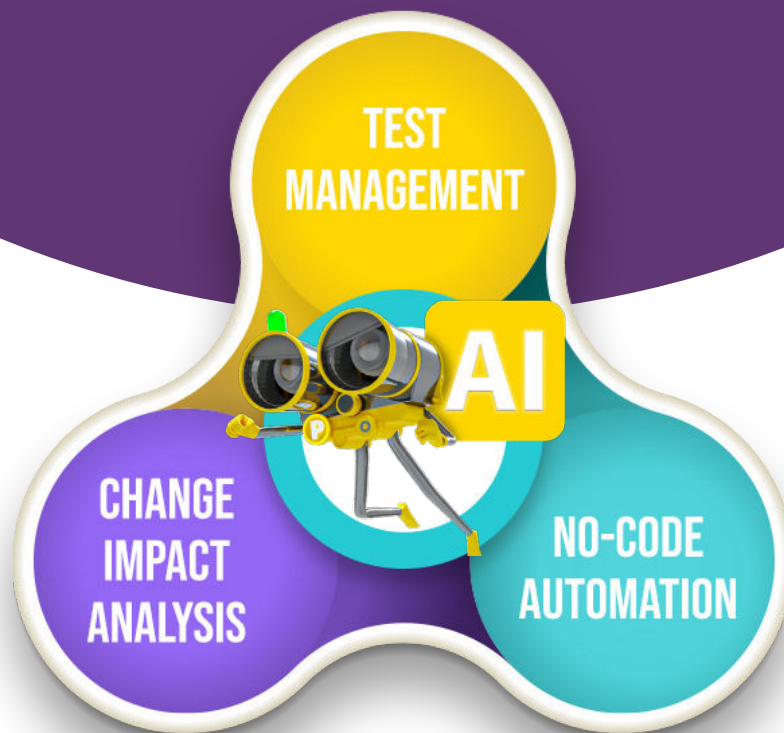 TEST
MANAGEMENT
AI
P O
CHANGE
IMPACT
ANALYSIS
NO-CODE
AUTOMATION